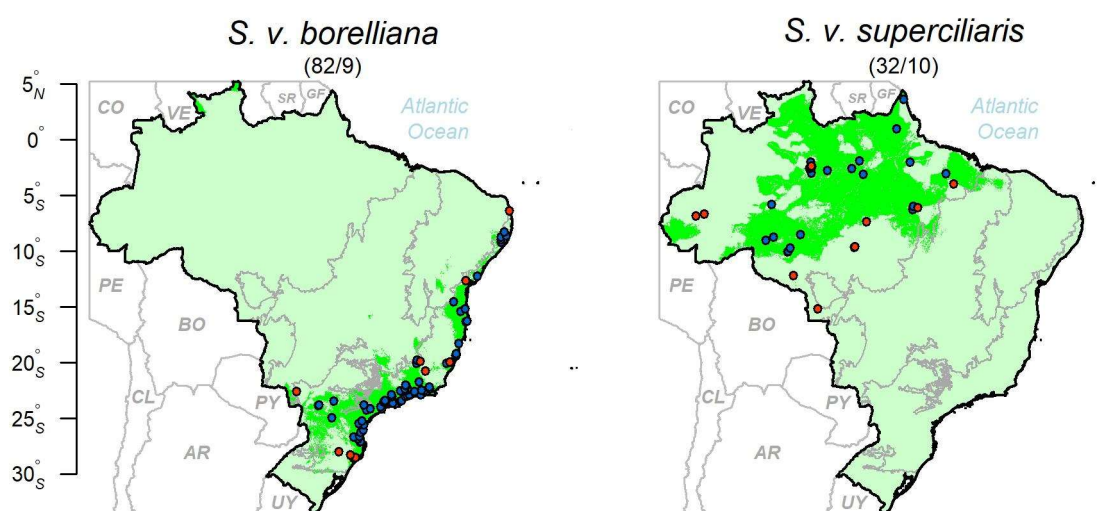 S. v. borelliana
(82/9)
5°N
0°
5°S
10°S
15°S
20°S
25°S
30°S
CO
VE
SR
GF
Atlantic
Ocean
PE
BO
CL
PY
AR
UY
S. v. superciliaris
(32/10)
CO
VE
SR
GF
Atlantic
Ocean
PE
BO
CL
PY
AR
UY